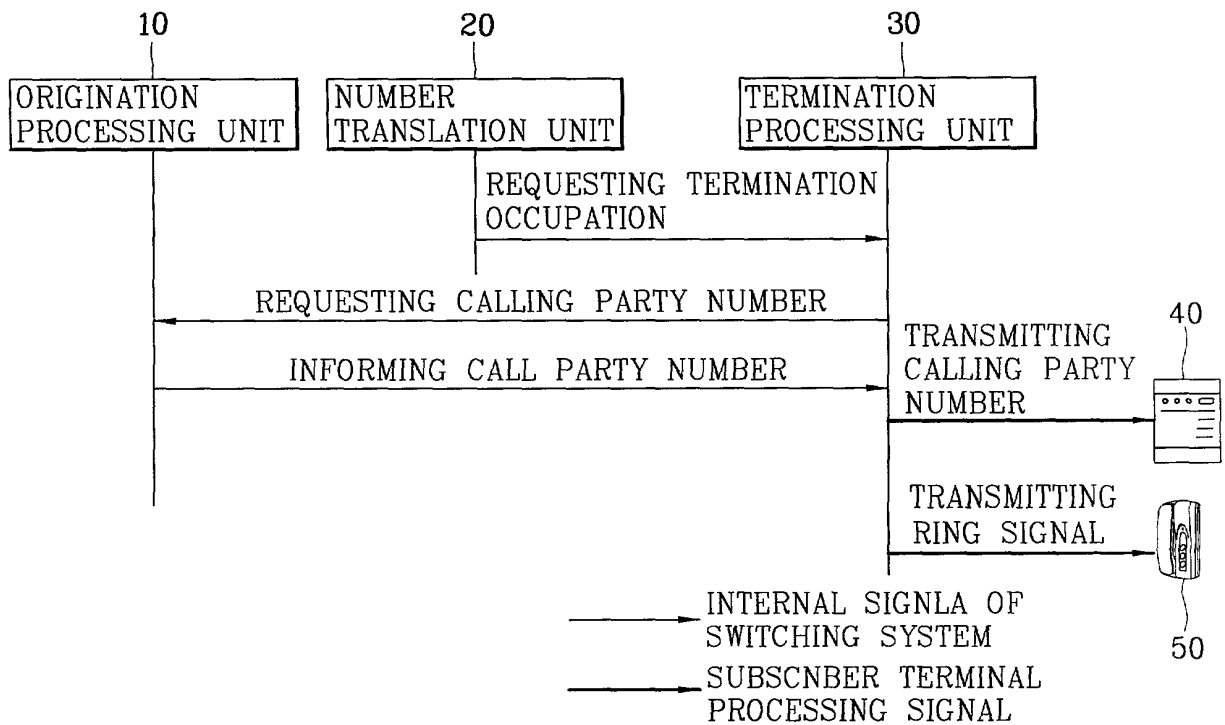 10
20
30
ORIGINATION
PROCESSING UNIT
NUMBER
TRANSLATION UNIT
TERMINATION
PROCESSING UNIT
REQUESTING TERMINATION
OCCUPATION
REQUESTING CALLING PARTY NUMBER
INFORMING CALL PARTY NUMBER
TRANSMITTING
CALLING PARTY
NUMBER
40
TRANSMITTING
RING SIGNAL
50
INTERNAL SIGNLA OF
SWITCHING SYSTEM
SUBSCNBER TERMINAL
PROCESSING SIGNAL